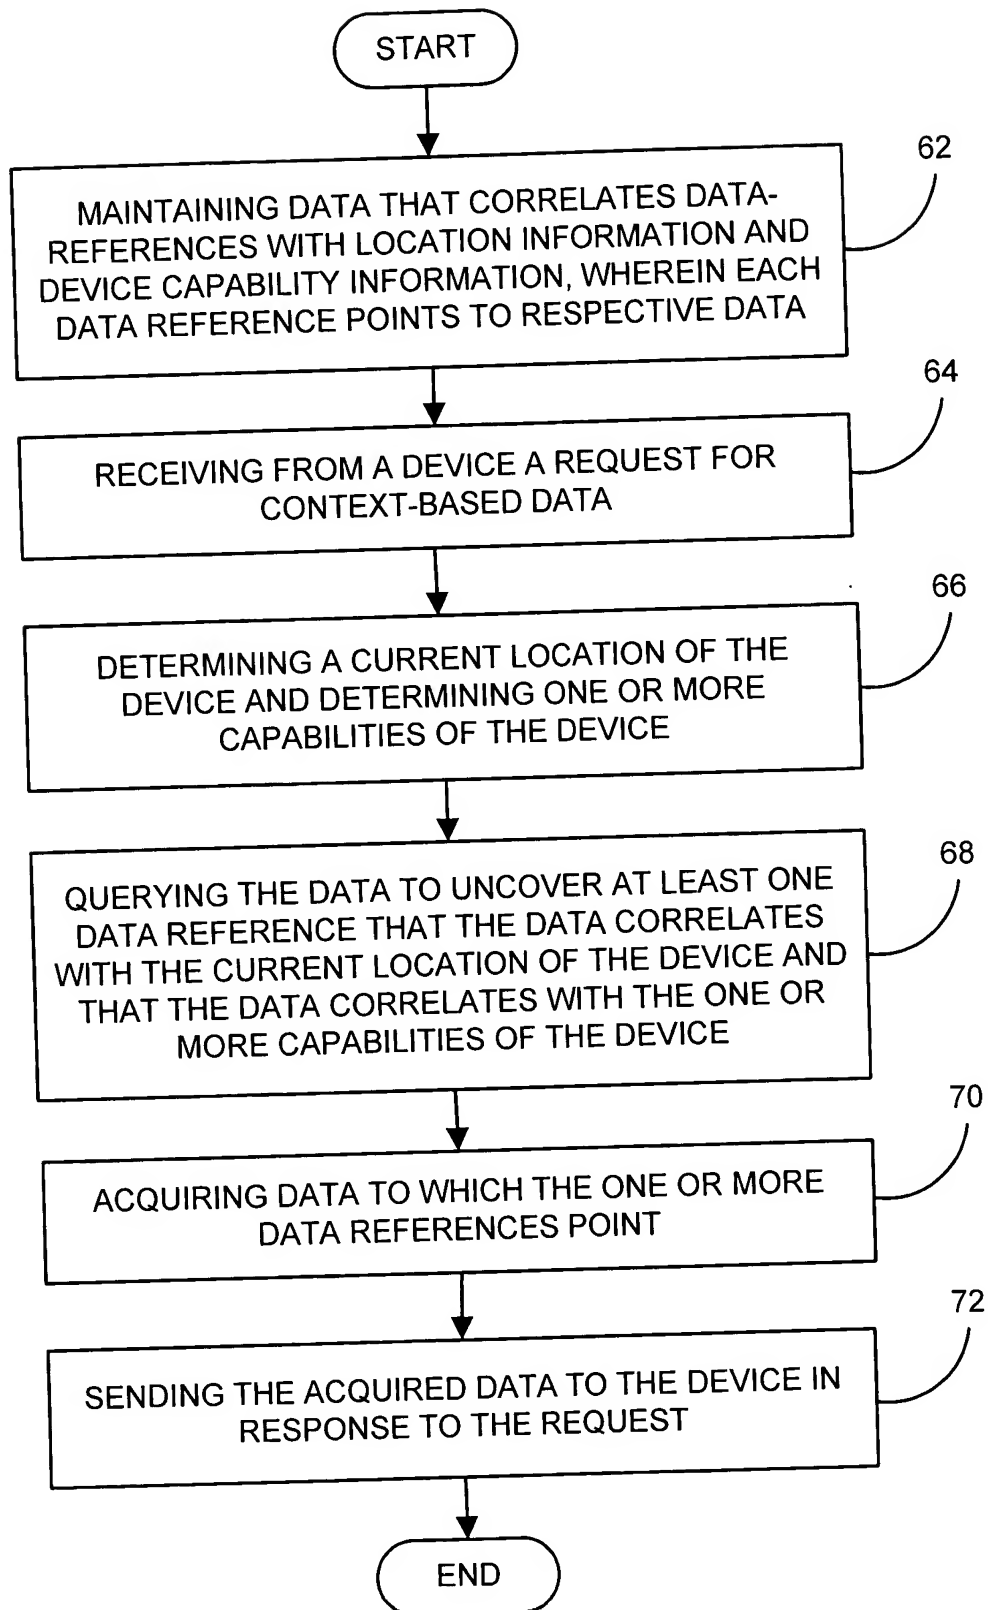 START
62
MAINTAINING DATA THAT CORRELATES DATA-
REFERENCES WITH LOCATION INFORMATION AND
DEVICE CAPABILITY INFORMATION, WHEREIN EACH
DATA REFERENCE POINTS TO RESPECTIVE DATA
64
RECEIVING FROM A DEVICE A REQUEST FOR
CONTEXT-BASED DATA
66
DETERMINING A CURRENT LOCATION OF THE
DEVICE AND DETERMINING ONE OR MORE
CAPABILITIES OF THE DEVICE
68
QUERYING THE DATA TO UNCOVER AT LEAST ONE
DATA REFERENCE THAT THE DATA CORRELATES
WITH THE CURRENT LOCATION OF THE DEVICE AND
THAT THE DATA CORRELATES WITH THE ONE OR
MORE CAPABILITIES OF THE DEVICE
70
ACQUIRING DATA TO WHICH THE ONE OR MORE
DATA REFERENCES POINT
72
SENDING THE ACQUIRED DATA TO THE DEVICE IN
RESPONSE TO THE REQUEST
END